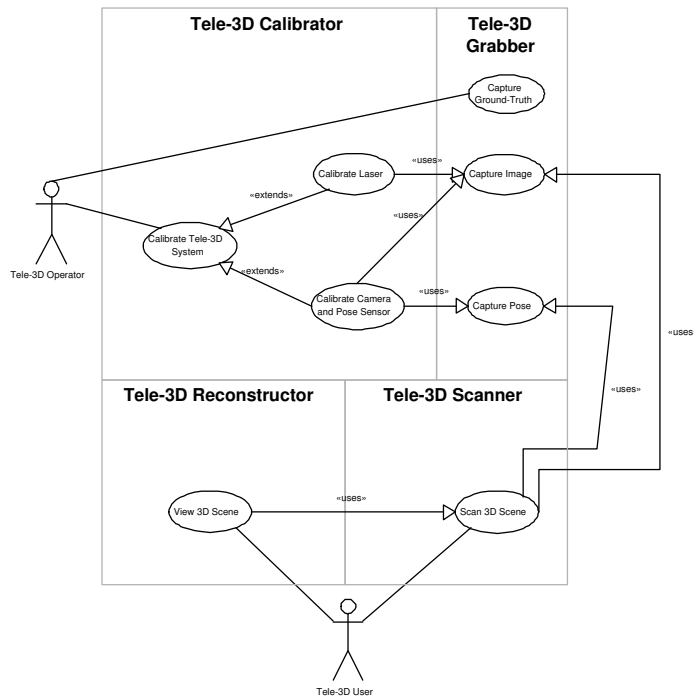 Tele-3D Calibrator
Tele-3D
Grabber
Capture
Ground-Truth
Calibrate Laser
«uses»
Capture Image
«extends»
«uses»
Calibrate Tele-3D
System
Tele-3D Operator
«extends»
Calibrate Camera
and Pose Sensor
«uses»
Capture Pose
«uses
«uses»
Tele-3D Reconstructor
Tele-3D Scanner
View 3D Scene
«uses»
Scan 3D Scene
Tele-3D User